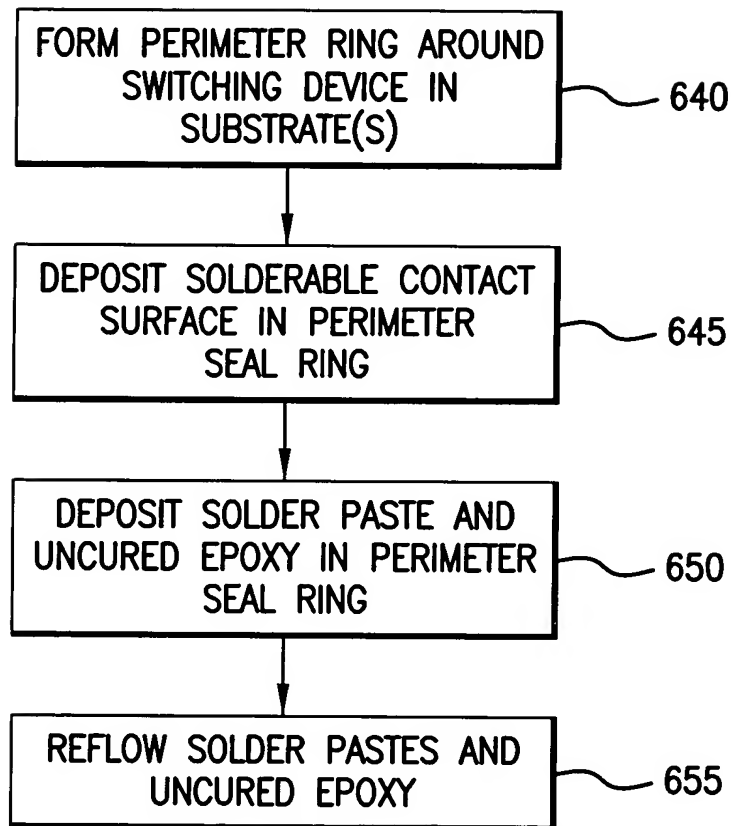 FORM PERIMETER RING AROUND
SWITCHING DEVICE IN
SUBSTRATE(S)
640
DEPOSIT SOLDERABLE CONTACT
SURFACE IN PERIMETER
SEAL RING
645
DEPOSIT SOLDER PASTE AND
UNCURED EPOXY IN PERIMETER
SEAL RING
650
REFLOW SOLDER PASTES AND
UNCURED EPOXY
655